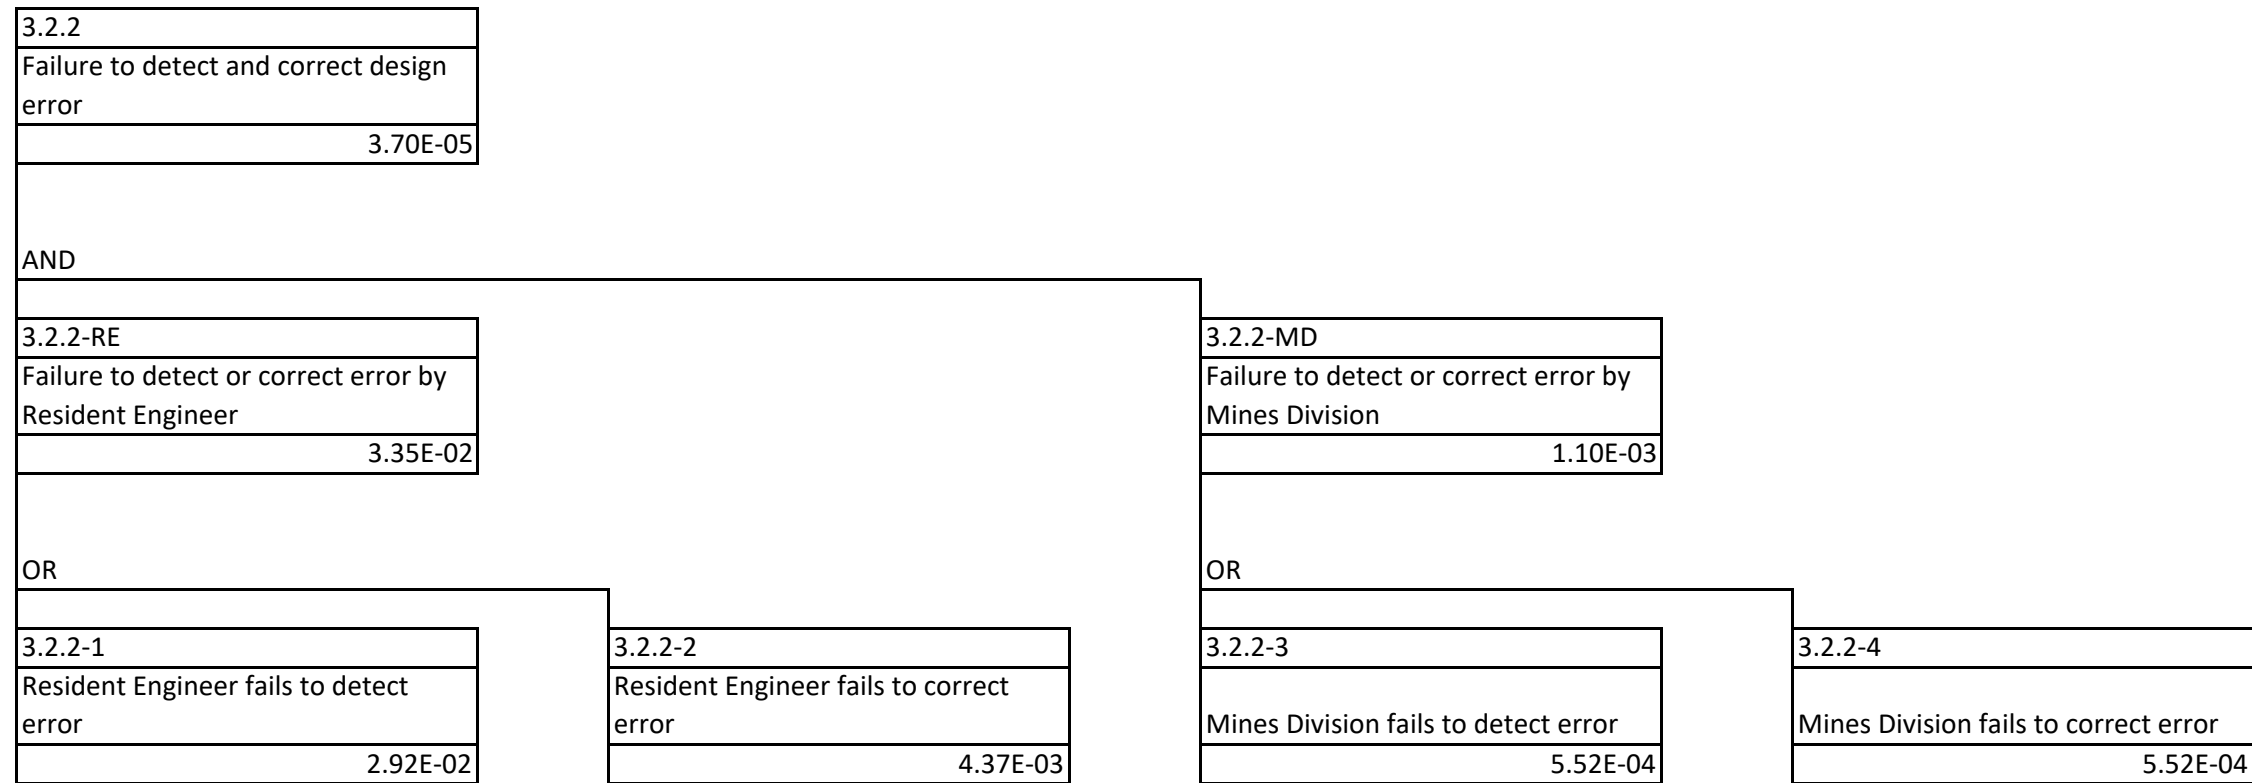 3.2.2
Failure to detect and correct design
error
3.70E-05
AND
3.2.2-RE
Failure to detect or correct error by
Resident Engineer
3.35E-02
3.2.2-MD
Failure to detect or correct error by
Mines Division
1.10E-03
OR
OR
3.2.2-1
Resident Engineer fails to detect
error
2.92E-02
3.2.2-2
Resident Engineer fails to correct
error
4.37E-03
3.2.2-3
Mines Division fails to detect error
5.52E-04
3.2.2-4
Mines Division fails to correct error
5.52E-04